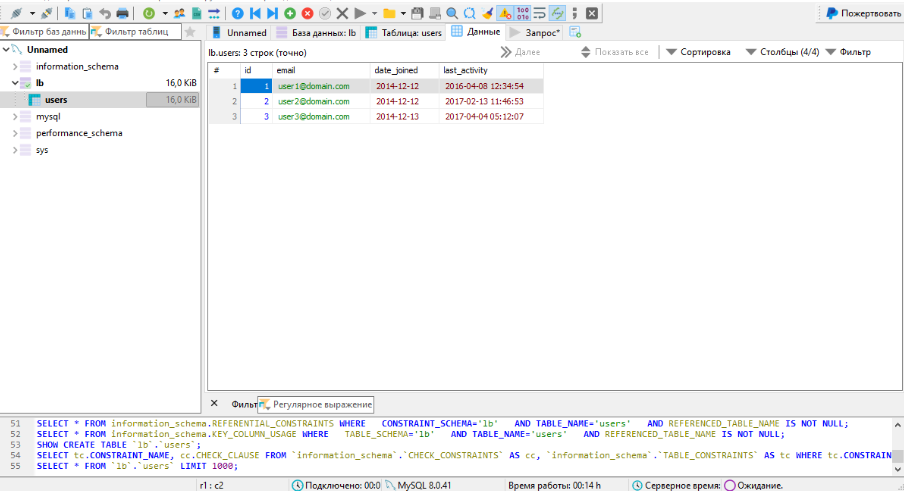 Пожертвовать
Фильтр баз даннь Фильтр таблиц
Unnamed База данных: lb Таблица: users Данные Запрос*
Unnamed
information_schema
lb 16,0 KiB
users 16,0 KiB
mysql
performance_schema
sys
lb.users: 3 строк (точно) Далее Показать все Сортировка Столбцы (4/4) Фильтр
# id email date_joined last_activity
1 1 user1@domain.com 2014-12-12 2016-04-08 12:34:54
2 2 user2@domain.com 2014-12-12 2017-02-13 11:46:53
3 3 user3@domain.com 2014-12-13 2017-04-04 05:12:07
Фильт Регулярное выражение
51 SELECT * FROM information_schema.REFERENTIAL_CONSTRAINTS WHERE CONSTRAINT_SCHEMA='lb' AND TABLE_NAME='users' AND REFERENCED_TABLE_NAME IS NOT NULL;
52 SELECT * FROM information_schema.KEY_COLUMN_USAGE WHERE TABLE_SCHEMA='lb' AND TABLE_NAME='users' AND REFERENCED_TABLE_NAME IS NOT NULL;
53 SHOW CREATE TABLE `lb`.`users`;
54 SELECT tc.CONSTRAINT_NAME, cc.CHECK_CLAUSE FROM `information_schema`.`CHECK_CONSTRAINTS` AS cc, `information_schema`.`TABLE_CONSTRAINTS` AS tc WHERE tc.CONSTRAIN
55 SELECT * FROM `lb`.`users` LIMIT 1000;
r1 : c2 Подключено: 00:0 MySQL 8.0.41 Время работы: 00:14 h Серверное время: Ожидание.